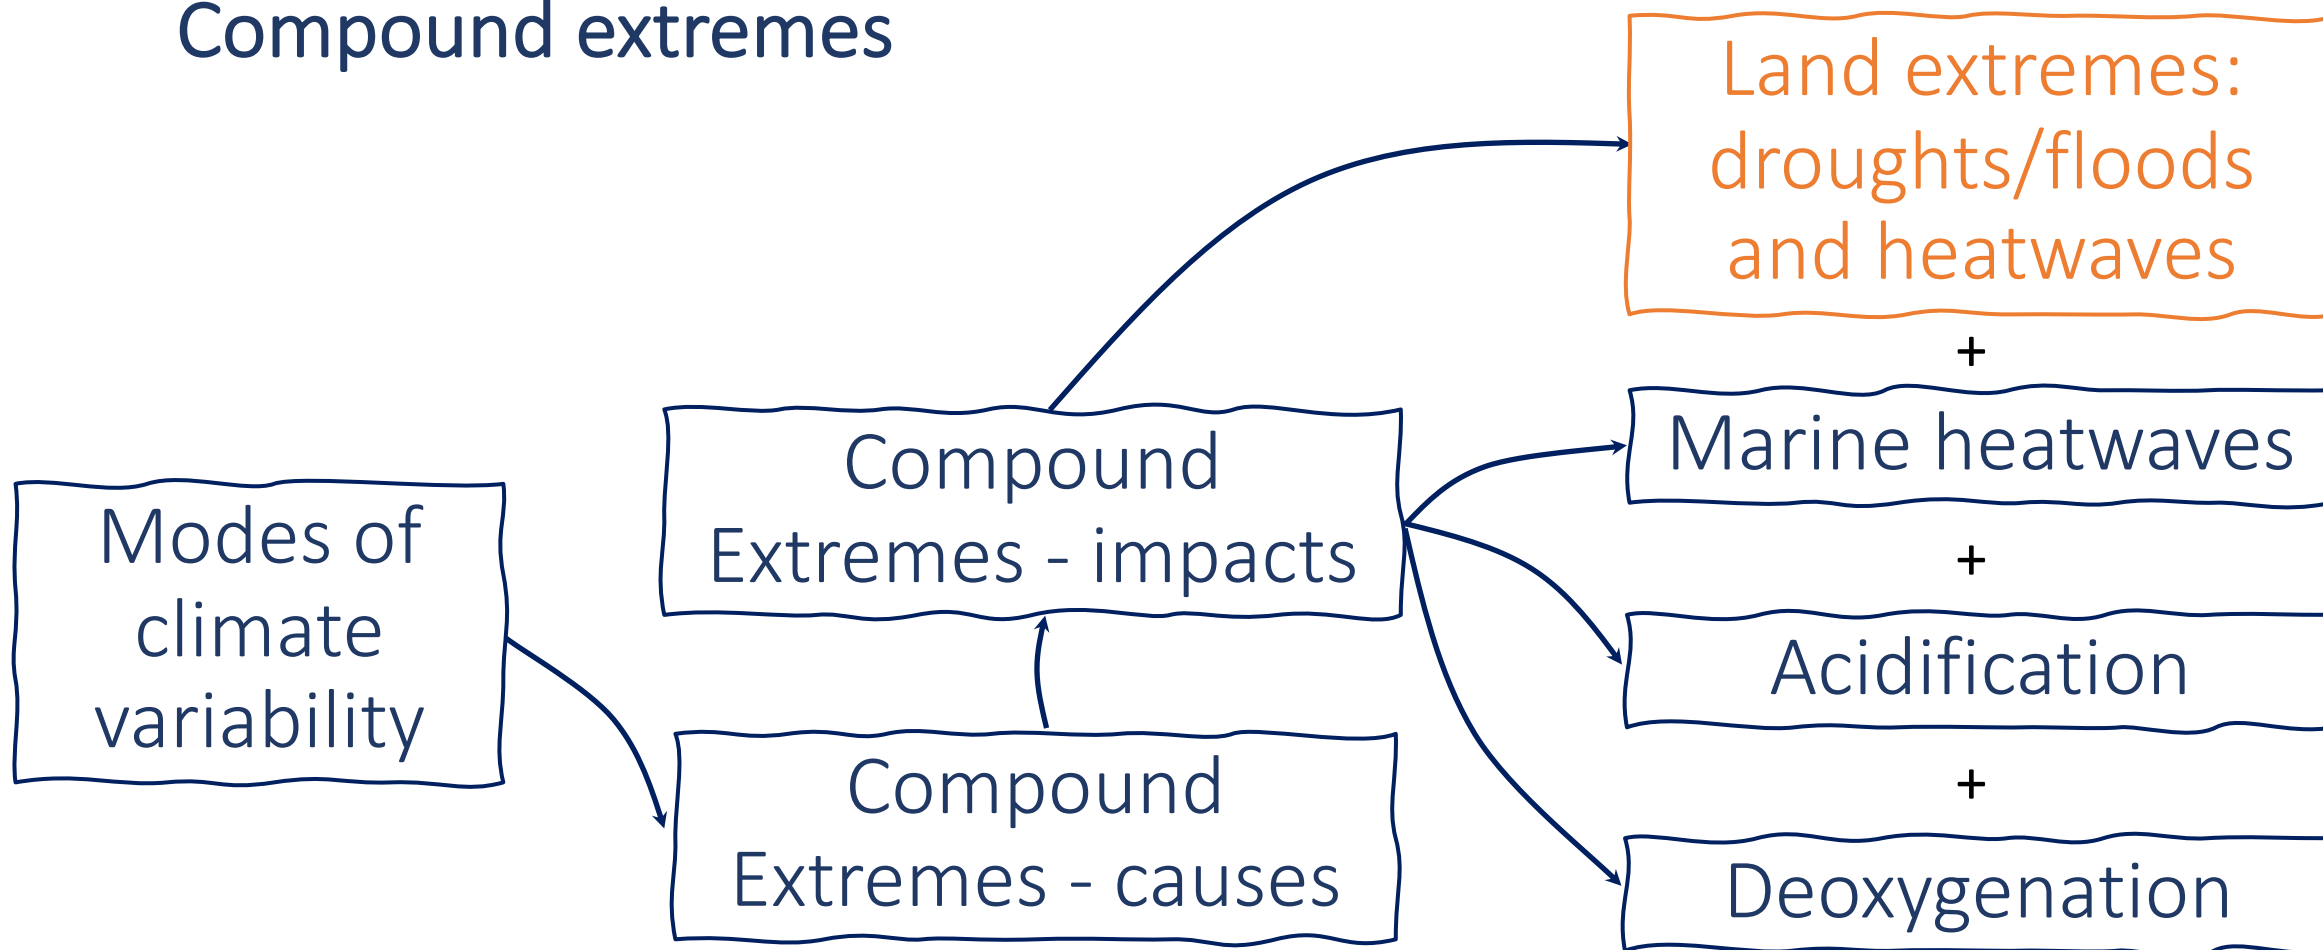 Compound extremes
Land extremes:
droughts/floods
and heatwaves
+
Marine heatwaves
+
Acidification
+
Deoxygenation
Compound
Extremes - impacts
Modes of
climate
variability
Compound
Extremes - causes